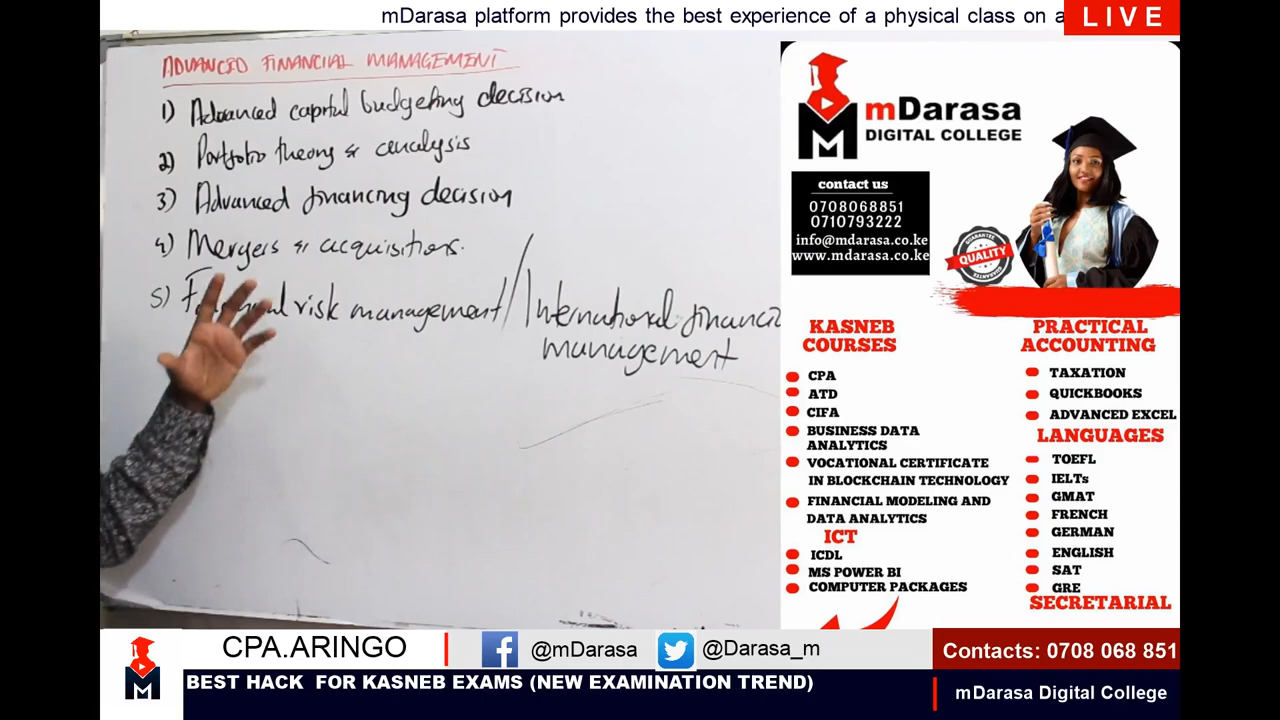 mDarasa platform provides the best experience of a physical class on a
LIVE
ADVANCED FINANCIAL MANAGEMENT
1) Advanced capital budgeting decision
2) Portfolio theory & analysis
3) Advanced financing decision
4) Mergers & acquisitions.
5) risk management / International financial
management
mDarasa
DIGITAL COLLEGE
contact us
0708068851
0710793222
info@mdarasa.co.ke
www.mdarasa.co.ke
GUARANTEE
QUALITY
GUARANTEE
KASNEB
COURSES
CPA
ATD
CIFA
BUSINESS DATA
ANALYTICS
VOCATIONAL CERTIFICATE
IN BLOCKCHAIN TECHNOLOGY
FINANCIAL MODELING AND
DATA ANALYTICS
ICT
ICDL
MS POWER BI
COMPUTER PACKAGES
PRACTICAL
ACCOUNTING
TAXATION
QUICKBOOKS
ADVANCED EXCEL
LANGUAGES
TOEFL
IELTs
GMAT
FRENCH
GERMAN
ENGLISH
SAT
GRE
SECRETARIAL
CPA.ARINGO
@mDarasa
@Darasa_m
Contacts: 0708 068 851
BEST HACK FOR KASNEB EXAMS (NEW EXAMINATION TREND)
mDarasa Digital College